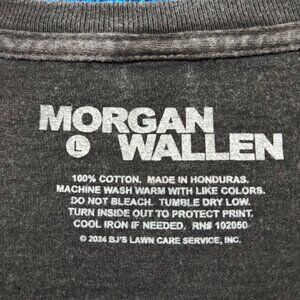 MORGAN
L WALLEN
100% COTTON. MADE IN HONDURAS.
MACHINE WASH WARM WITH LIKE COLORS.
DO NOT BLEACH. TUMBLE DRY LOW.
TURN INSIDE OUT TO PROTECT PRINT.
COOL IRON IF NEEDED. RN# 102050
© 2024 BJ'S LAWN CARE SERVICE, INC.